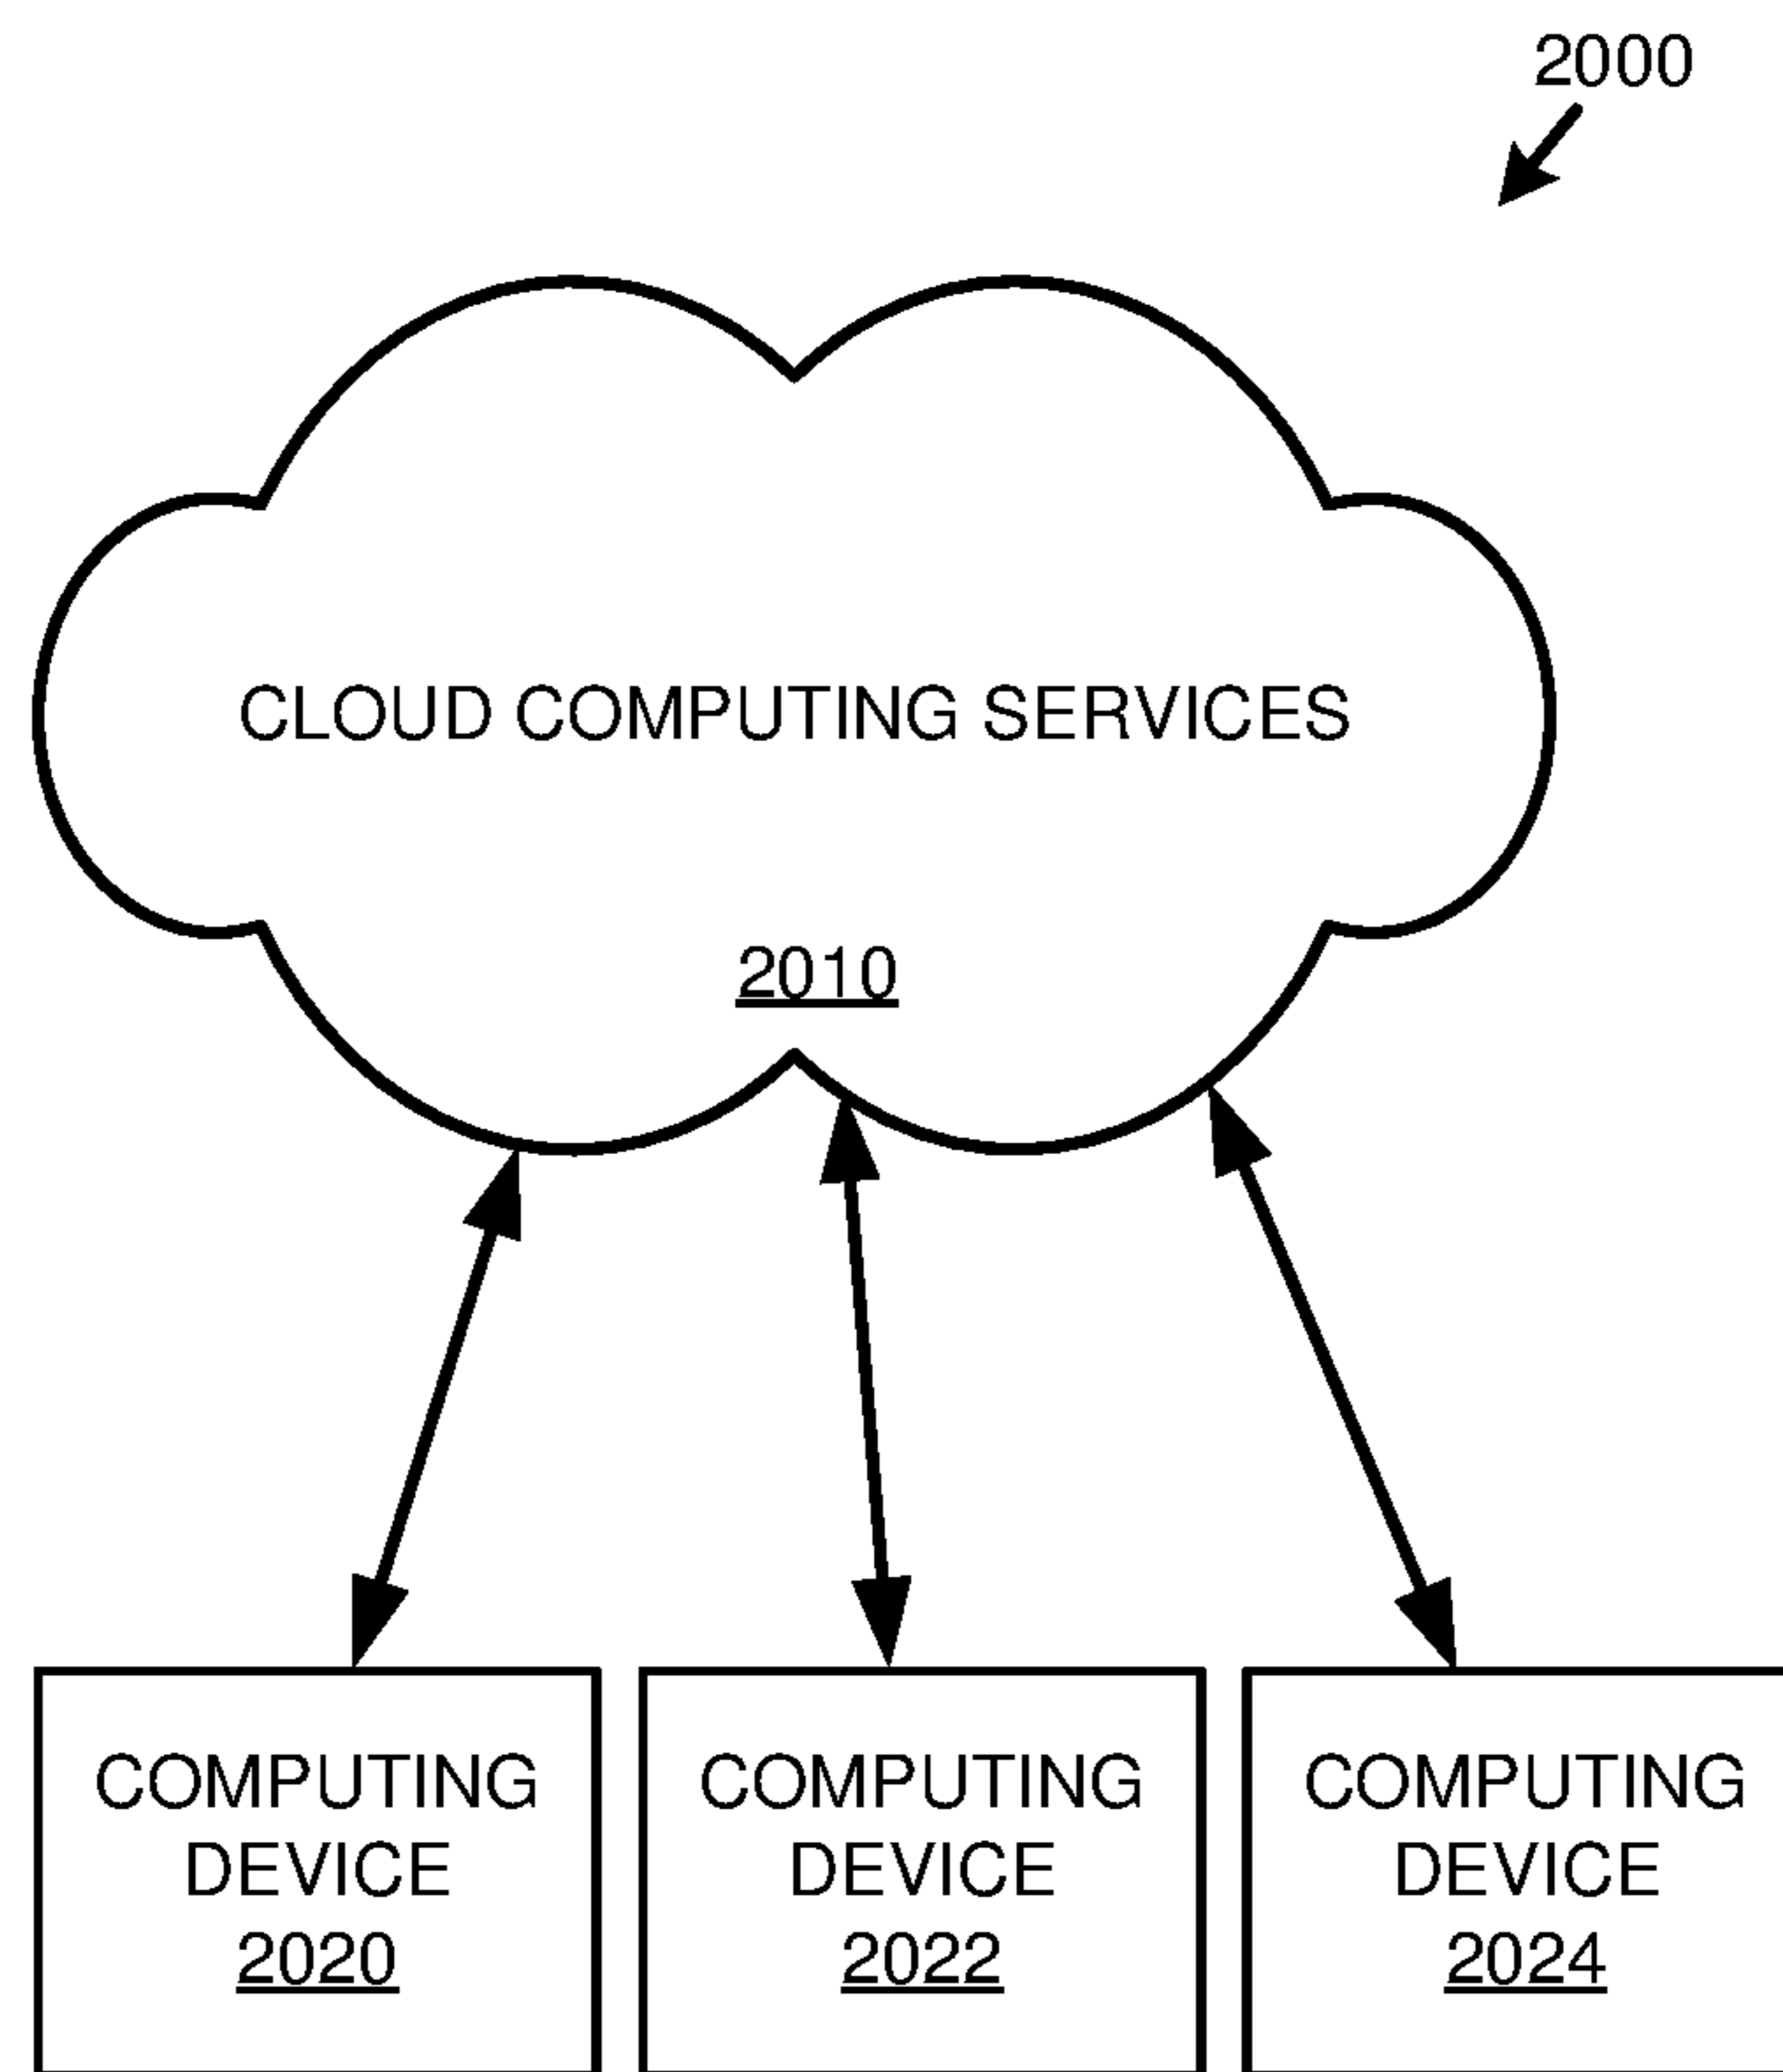 2000
CLOUD COMPUTING SERVICES
2010
COMPUTING
DEVICE
2020
COMPUTING
DEVICE
2022
COMPUTING
DEVICE
2024